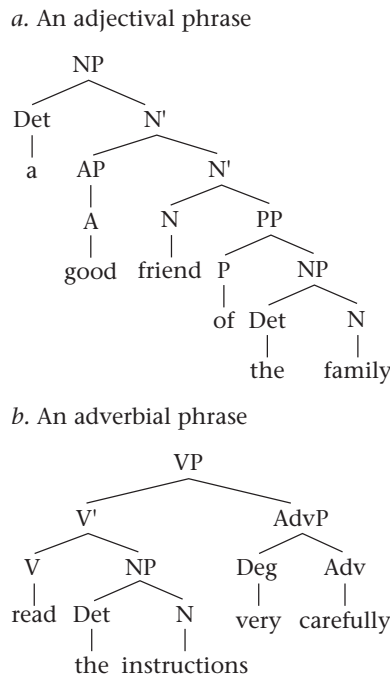 a. An adjectival phrase
NP
Det N'
a AP N'
A N PP
good friend P NP
of Det N
the family
b. An adverbial phrase
VP
V' AdvP
V NP Deg Adv
read Det N very carefully
the instructions